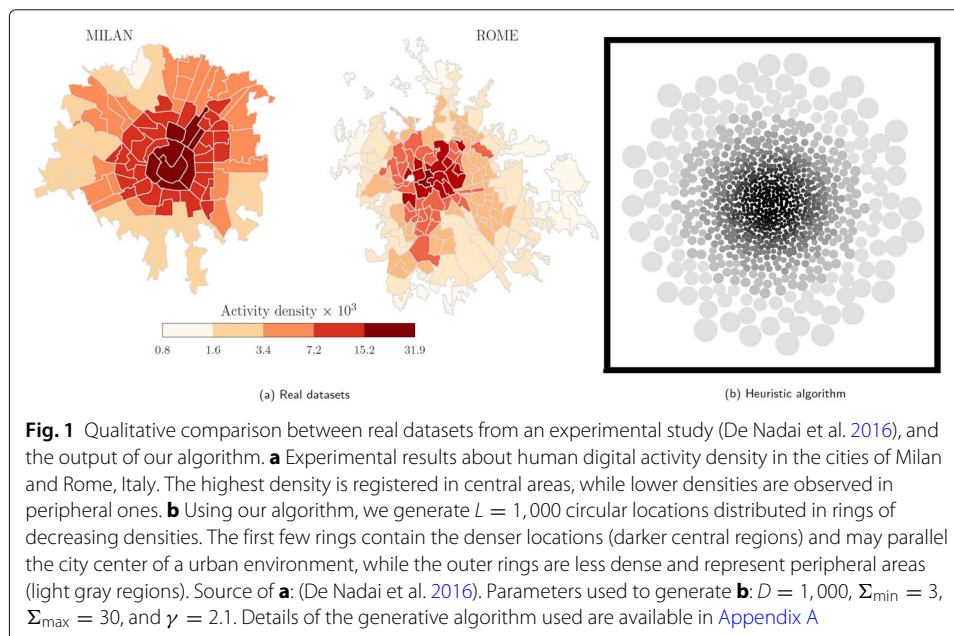 MILAN
ROME
Activity density × 10³
0.8 1.6 3.4 7.2 15.2 31.9
(a) Real datasets
(b) Heuristic algorithm
Fig. 1 Qualitative comparison between real datasets from an experimental study (De Nadai et al. 2016), and
the output of our algorithm. a Experimental results about human digital activity density in the cities of Milan
and Rome, Italy. The highest density is registered in central areas, while lower densities are observed in
peripheral ones. b Using our algorithm, we generate L = 1,000 circular locations distributed in rings of
decreasing densities. The first few rings contain the denser locations (darker central regions) and may parallel
the city center of a urban environment, while the outer rings are less dense and represent peripheral areas
(light gray regions). Source of a: (De Nadai et al. 2016). Parameters used to generate b: D = 1,000, Σmin = 3,
Σmax = 30, and γ = 2.1. Details of the generative algorithm used are available in Appendix A